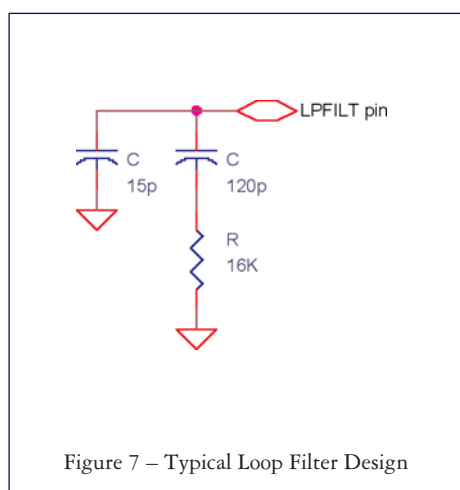 LPFILT pin
C
15p
C
120p
R
16K
Figure 7 – Typical Loop Filter Design